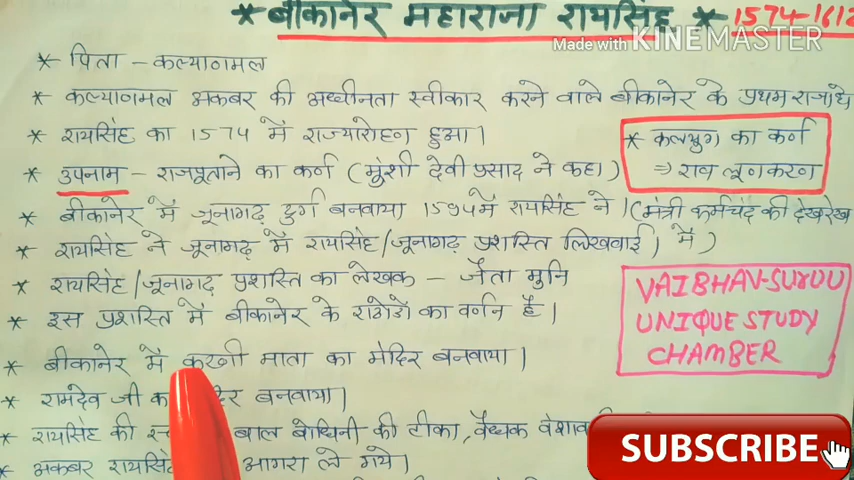 * बीकानेर महाराजा रायसिंह * 1574-1612
Made with KINEMASTER
* पिता - कल्याणमल
* कल्याणमल अकबर की अधीनता स्वीकार करने वाले बीकानेर के प्रथम राजा थे
* रायसिंह का 1574 में राज्यारोहण हुआ।
* कलयुग का कर्ण
⇒ राव लूणकरण
* उपनाम - राजपूताने का कर्ण (मुंशी देवी प्रसाद ने कहा)
* बीकानेर में जूनागढ़ दुर्ग बनवाया 1594 में रायसिंह ने।(मंत्री कर्मचंद की देखरेख में)
* रायसिंह ने जूनागढ़ में रायसिंह/जूनागढ़ प्रशस्ति लिखवाई।
* रायसिंह/जूनागढ़ प्रशस्ति का लेखक - जैता मुनि
* इस प्रशस्ति में बीकानेर के राठोडों का वर्णन है।
VAIBHAV-SURDU
UNIQUE STUDY
CHAMBER
* बीकानेर में करणी माता का मंदिर बनवाया।
* रामदेव जी का बनवाया।
* रायसिंह की बाल बोधिनी की टीका, वैधक वंशाव
* अकबर रायसिंह आगरा ले गये।
SUBSCRIBE